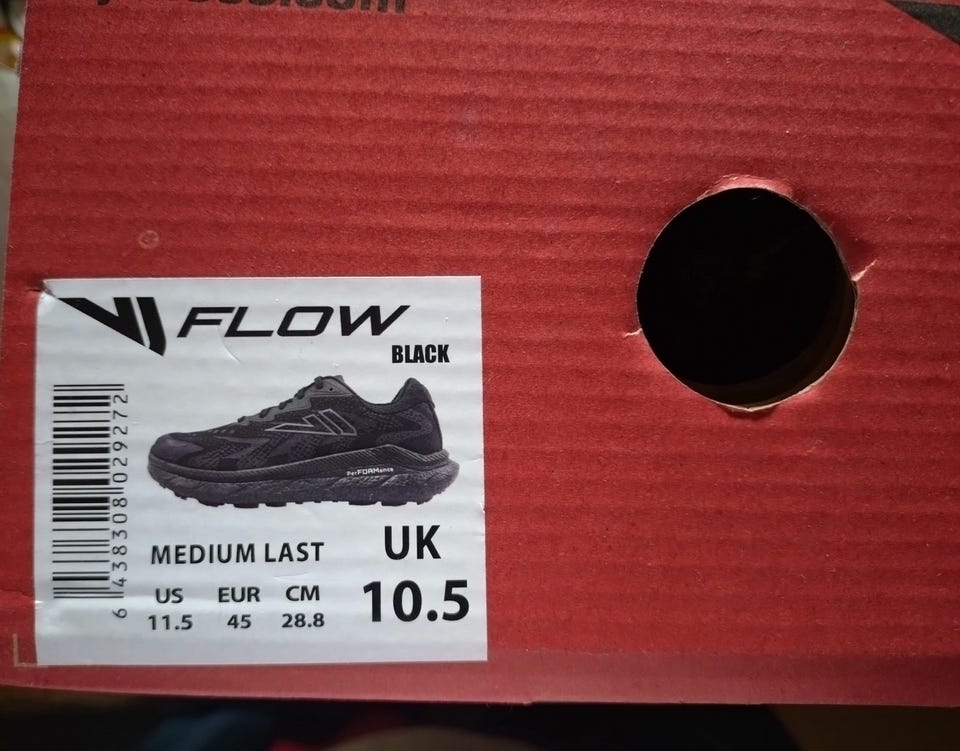 VJ FLOW
BLACK
PerFORMance
MEDIUM LAST
US EUR CM
11.5 45 28.8
UK
10.5
6 438308 029272